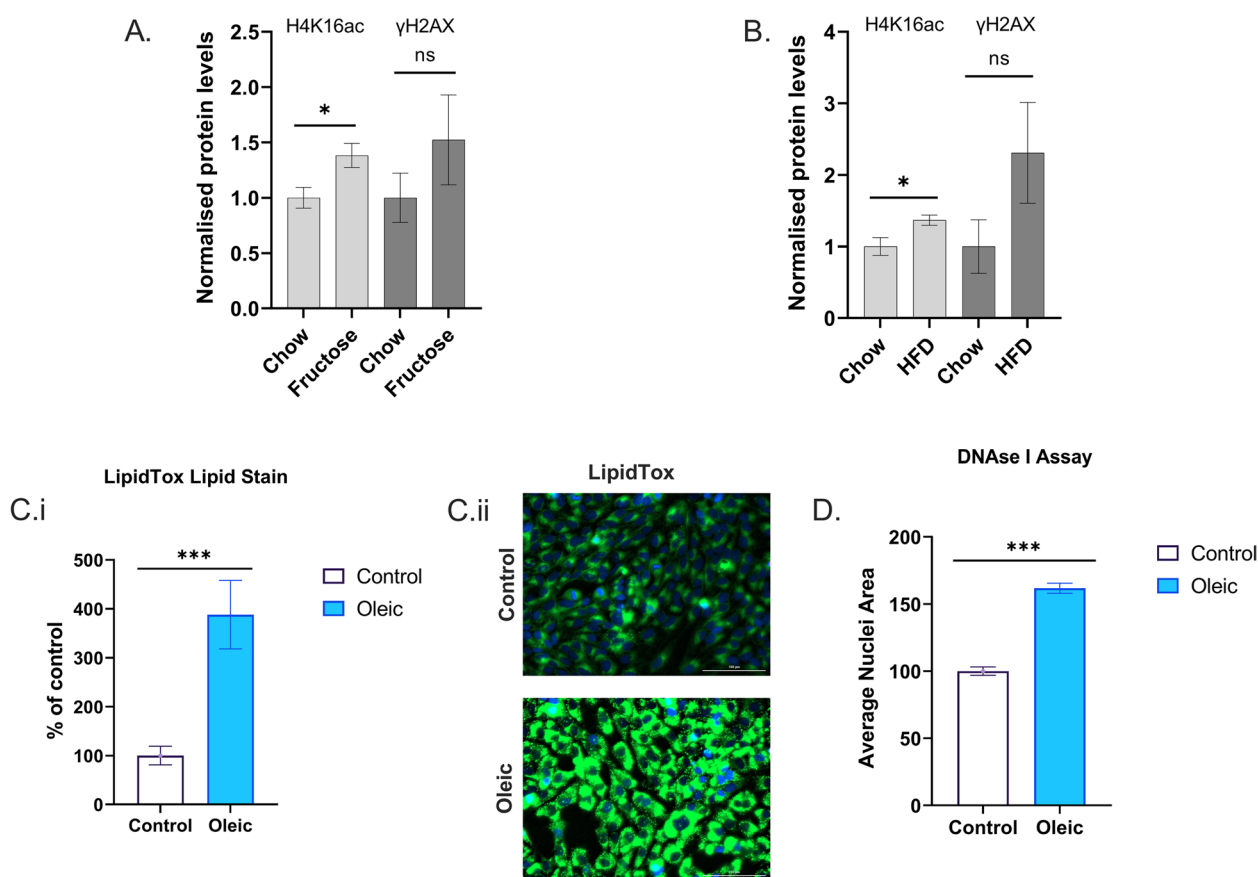 A.
H4K16ac γH2AX
ns
*
Normalised protein levels
2.5
2.0
1.5
1.0
0.5
0.0
Chow
Fructose
Chow
Fructose
B.
H4K16ac γH2AX
ns
*
Normalised protein levels
4
3
2
1
0
Chow
HFD
Chow
HFD
C.i
LipidTox Lipid Stain
***
% of control
500
400
300
200
100
0
Control
Oleic
Control
Oleic
C.ii
LipidTox
Control
Oleic
D.
DNAse I Assay
***
Average Nuclei Area
200
150
100
50
0
Control
Oleic
Control
Oleic